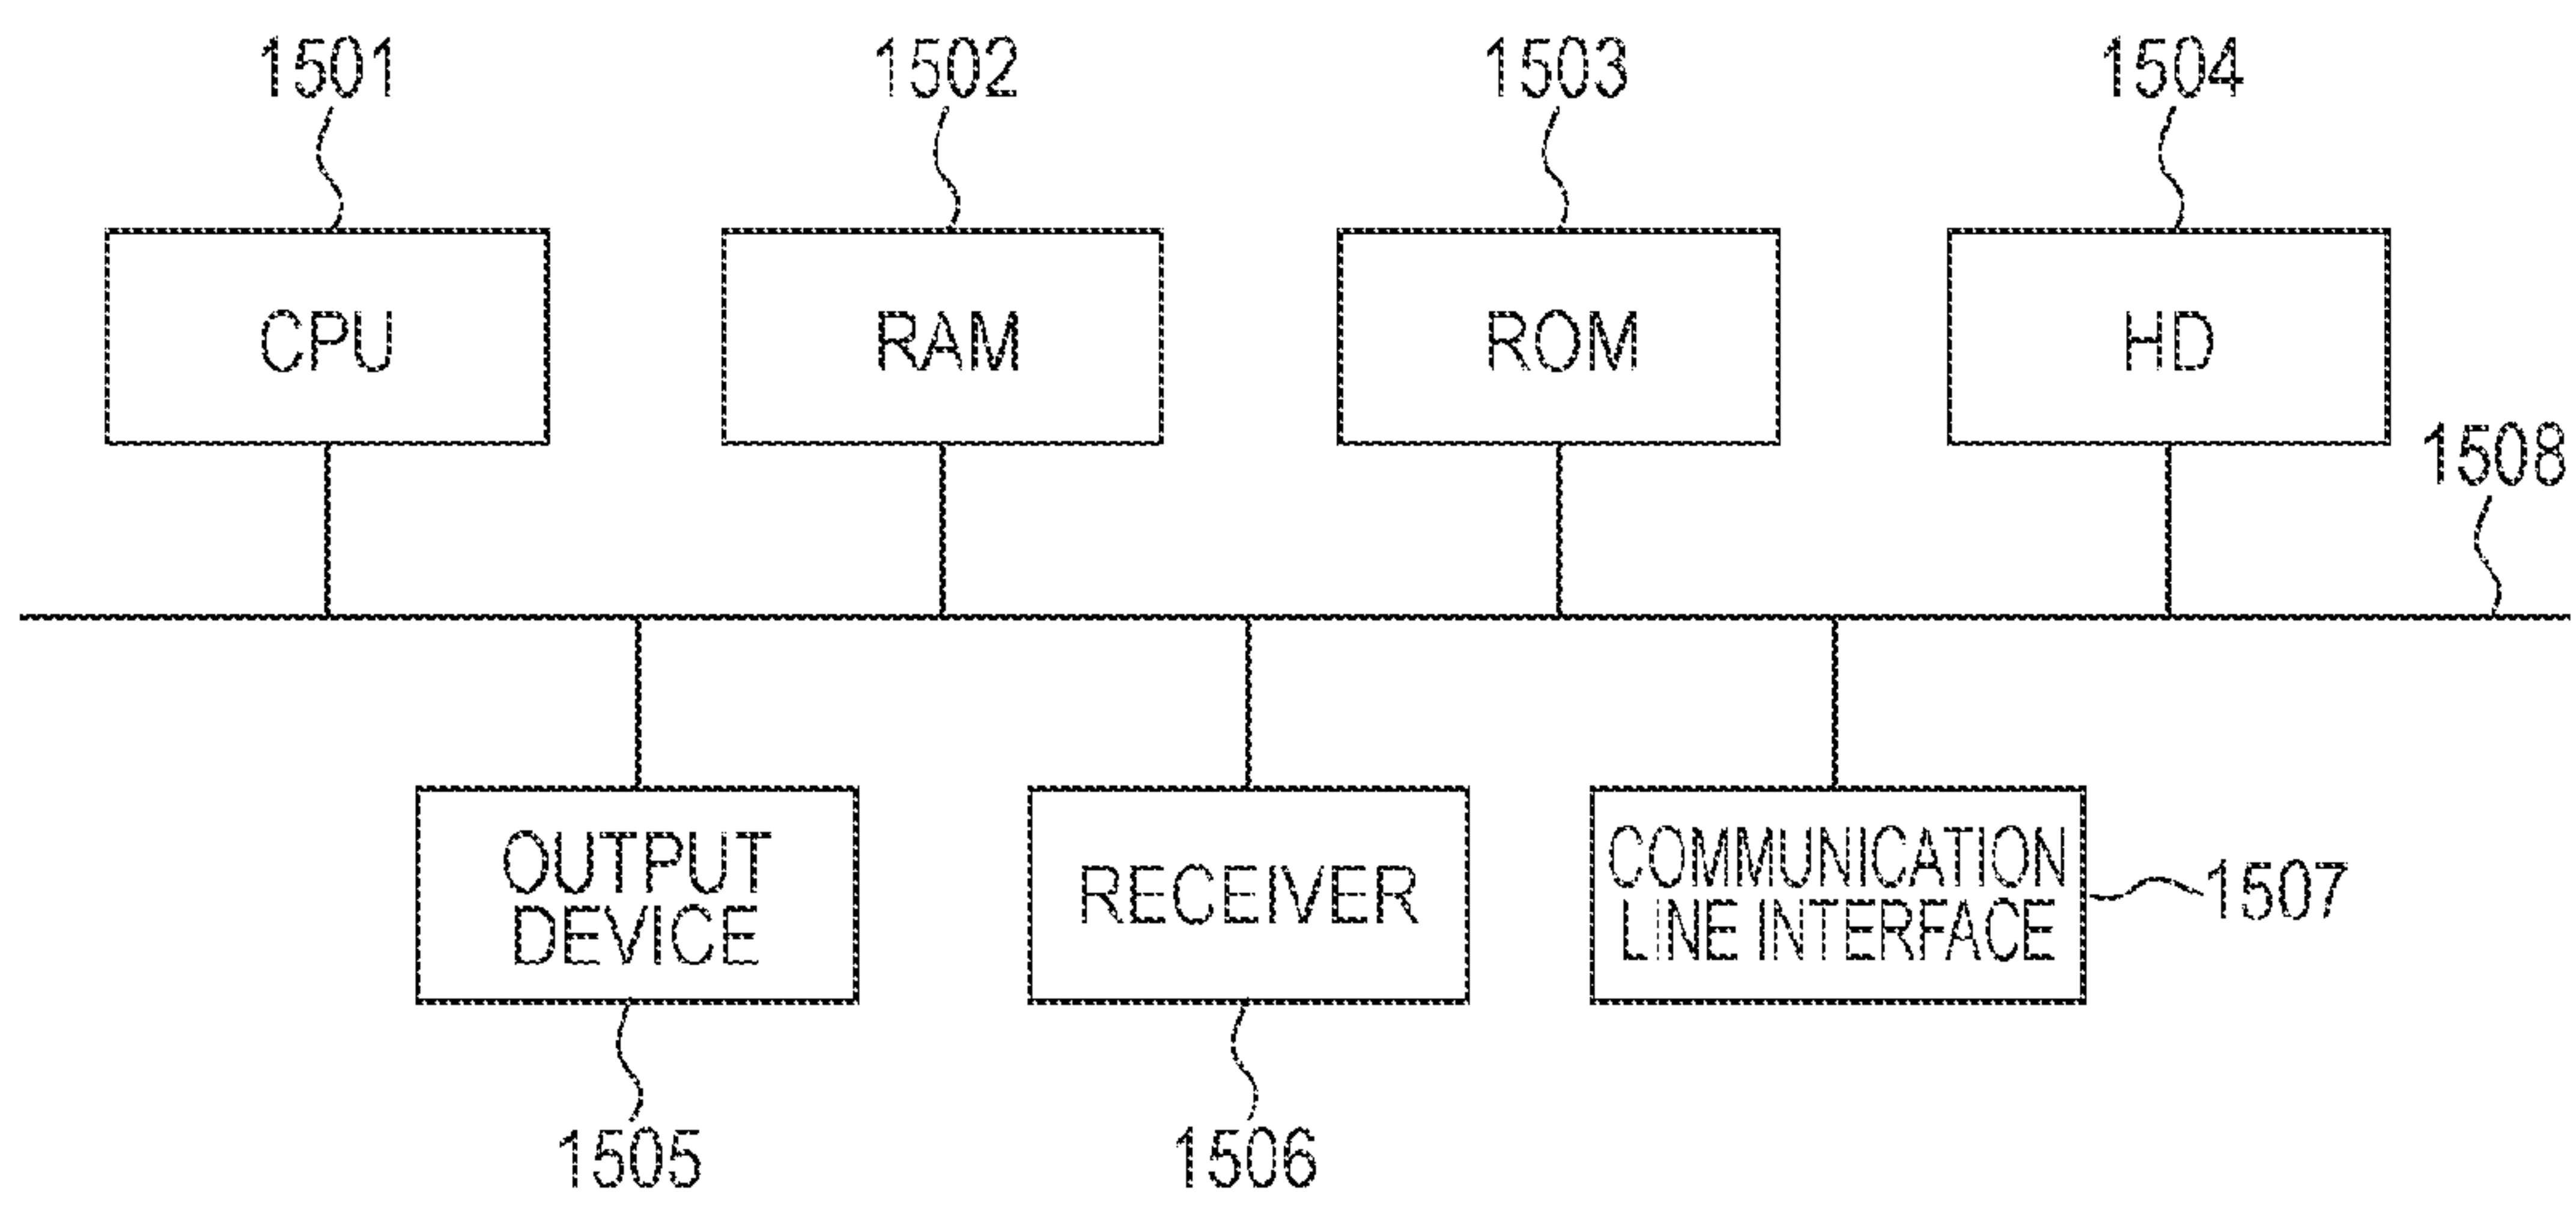 1501
1502
1503
1504
CPU
RAM
ROM
HD
1508
OUTPUT
DEVICE
RECEIVER
COMMUNICATION
LINE INTERFACE
1507
1505
1506